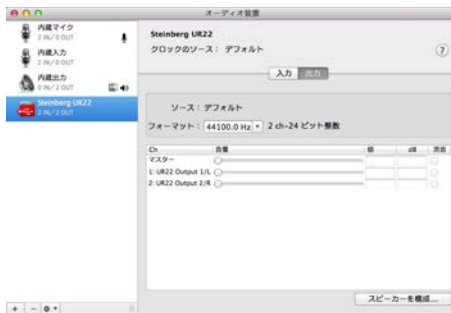 オーディオ装置
内蔵マイク
2 IN/0 OUT
内蔵入力
2 IN/0 OUT
内蔵出力
0 IN/2 OUT
Steinberg UR22
2 IN/2 OUT
Steinberg UR22
クロックのソース： デフォルト
?
入力 出力
ソース： デフォルト
フォーマット： 44100.0 Hz 2 ch-24 ビット整数
Ch 音量 値 dB 消音
マスター
1: UR22 Output 1/L
2: UR22 Output 2/R
スピーカーを構成...